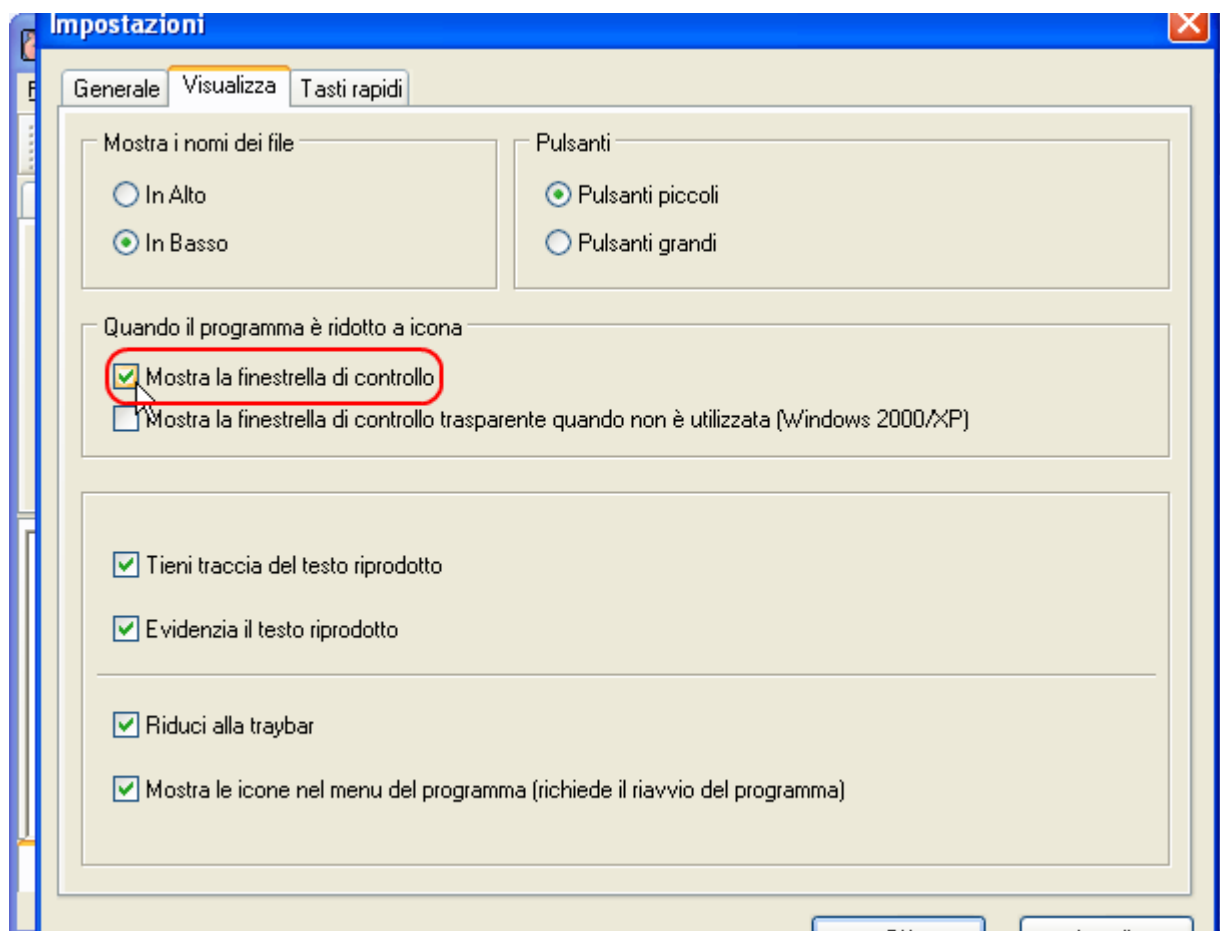 Impostazioni
Generale Visualizza Tasti rapidi
Mostra i nomi dei file
In Alto
In Basso
Pulsanti
Pulsanti piccoli
Pulsanti grandi
Quando il programma è ridotto a icona
Mostra la finestrella di controllo
Mostra la finestrella di controllo trasparente quando non è utilizzata (Windows 2000/XP)
Tieni traccia del testo riprodotto
Evidenzia il testo riprodotto
Riduci alla traybar
Mostra le icone nel menu del programma (richiede il riavvio del programma)